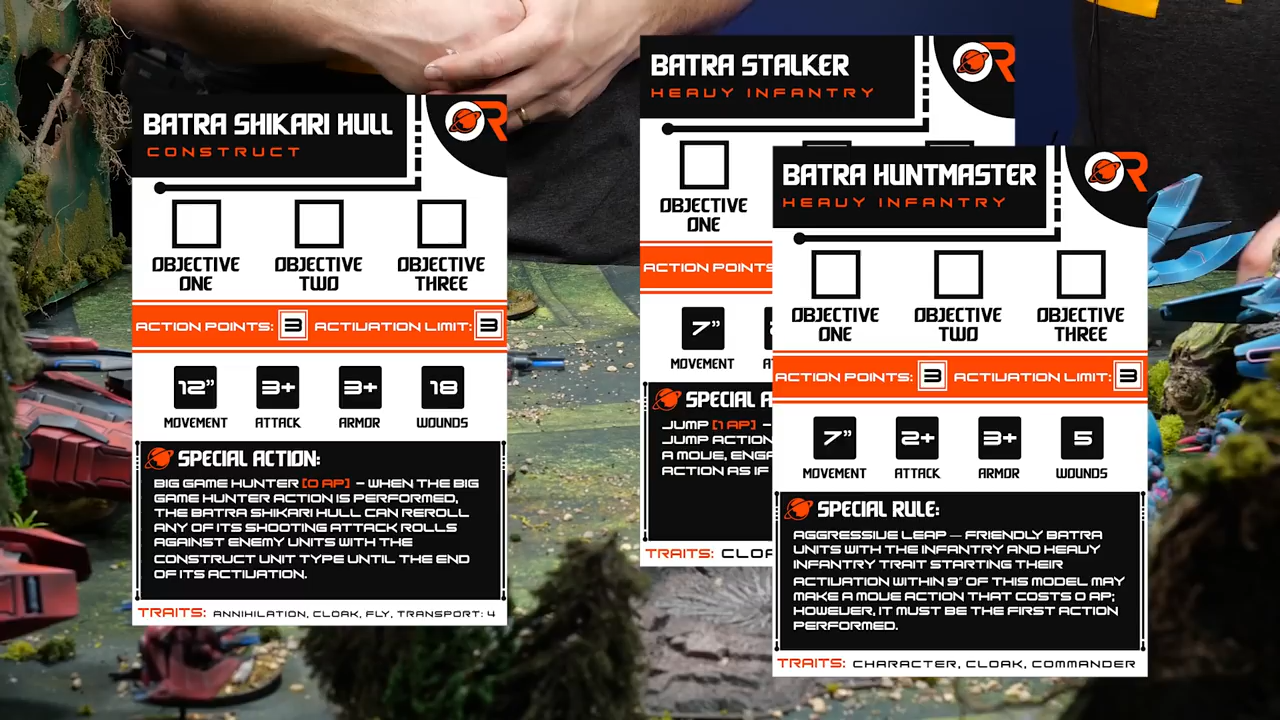 BATRA SHIKARI HULL
CONSTRUCT
OBJECTIVE ONE
OBJECTIVE TWO
OBJECTIVE THREE
ACTION POINTS: 3 ACTIVATION LIMIT: 3
12” 3+ 3+ 18
MOVEMENT ATTACK ARMOR WOUNDS
SPECIAL ACTION:
BIG GAME HUNTER [0 AP] – WHEN THE BIG
GAME HUNTER ACTION IS PERFORMED,
THE BATRA SHIKARI HULL CAN REROLL
ANY OF ITS SHOOTING ATTACK ROLLS
AGAINST ENEMY UNITS WITH THE
CONSTRUCT UNIT TYPE UNTIL THE END
OF ITS ACTIVATION.
TRAITS: ANNIHILATION, CLOAK, FLY, TRANSPORT: 4
BATRA STALKER
HEAVY INFANTRY
OBJECTIVE ONE
ACTION POINTS
7”
MOVEMENT
SPECIAL
JUMP [1 AP] –
JUMP ACTION
A MOVE,
ACTION AS IF
TRAITS:
BATRA HUNTMASTER
HEAVY INFANTRY
OBJECTIVE ONE
OBJECTIVE TWO
OBJECTIVE THREE
ACTION POINTS: 3 ACTIVATION LIMIT: 3
7” 2+ 3+ 5
MOVEMENT ATTACK ARMOR WOUNDS
SPECIAL RULE:
AGGRESSIVE LEAP – FRIENDLY BATRA
UNITS WITH THE INFANTRY AND HEAVY
INFANTRY TRAIT STARTING THEIR
ACTIVATION WITHIN 9” OF THIS MODEL MAY
MAKE A MOVE ACTION THAT COSTS 0 AP;
HOWEVER, IT MUST BE THE FIRST ACTION
PERFORMED.
TRAITS: CHARACTER, CLOAK, COMMANDER